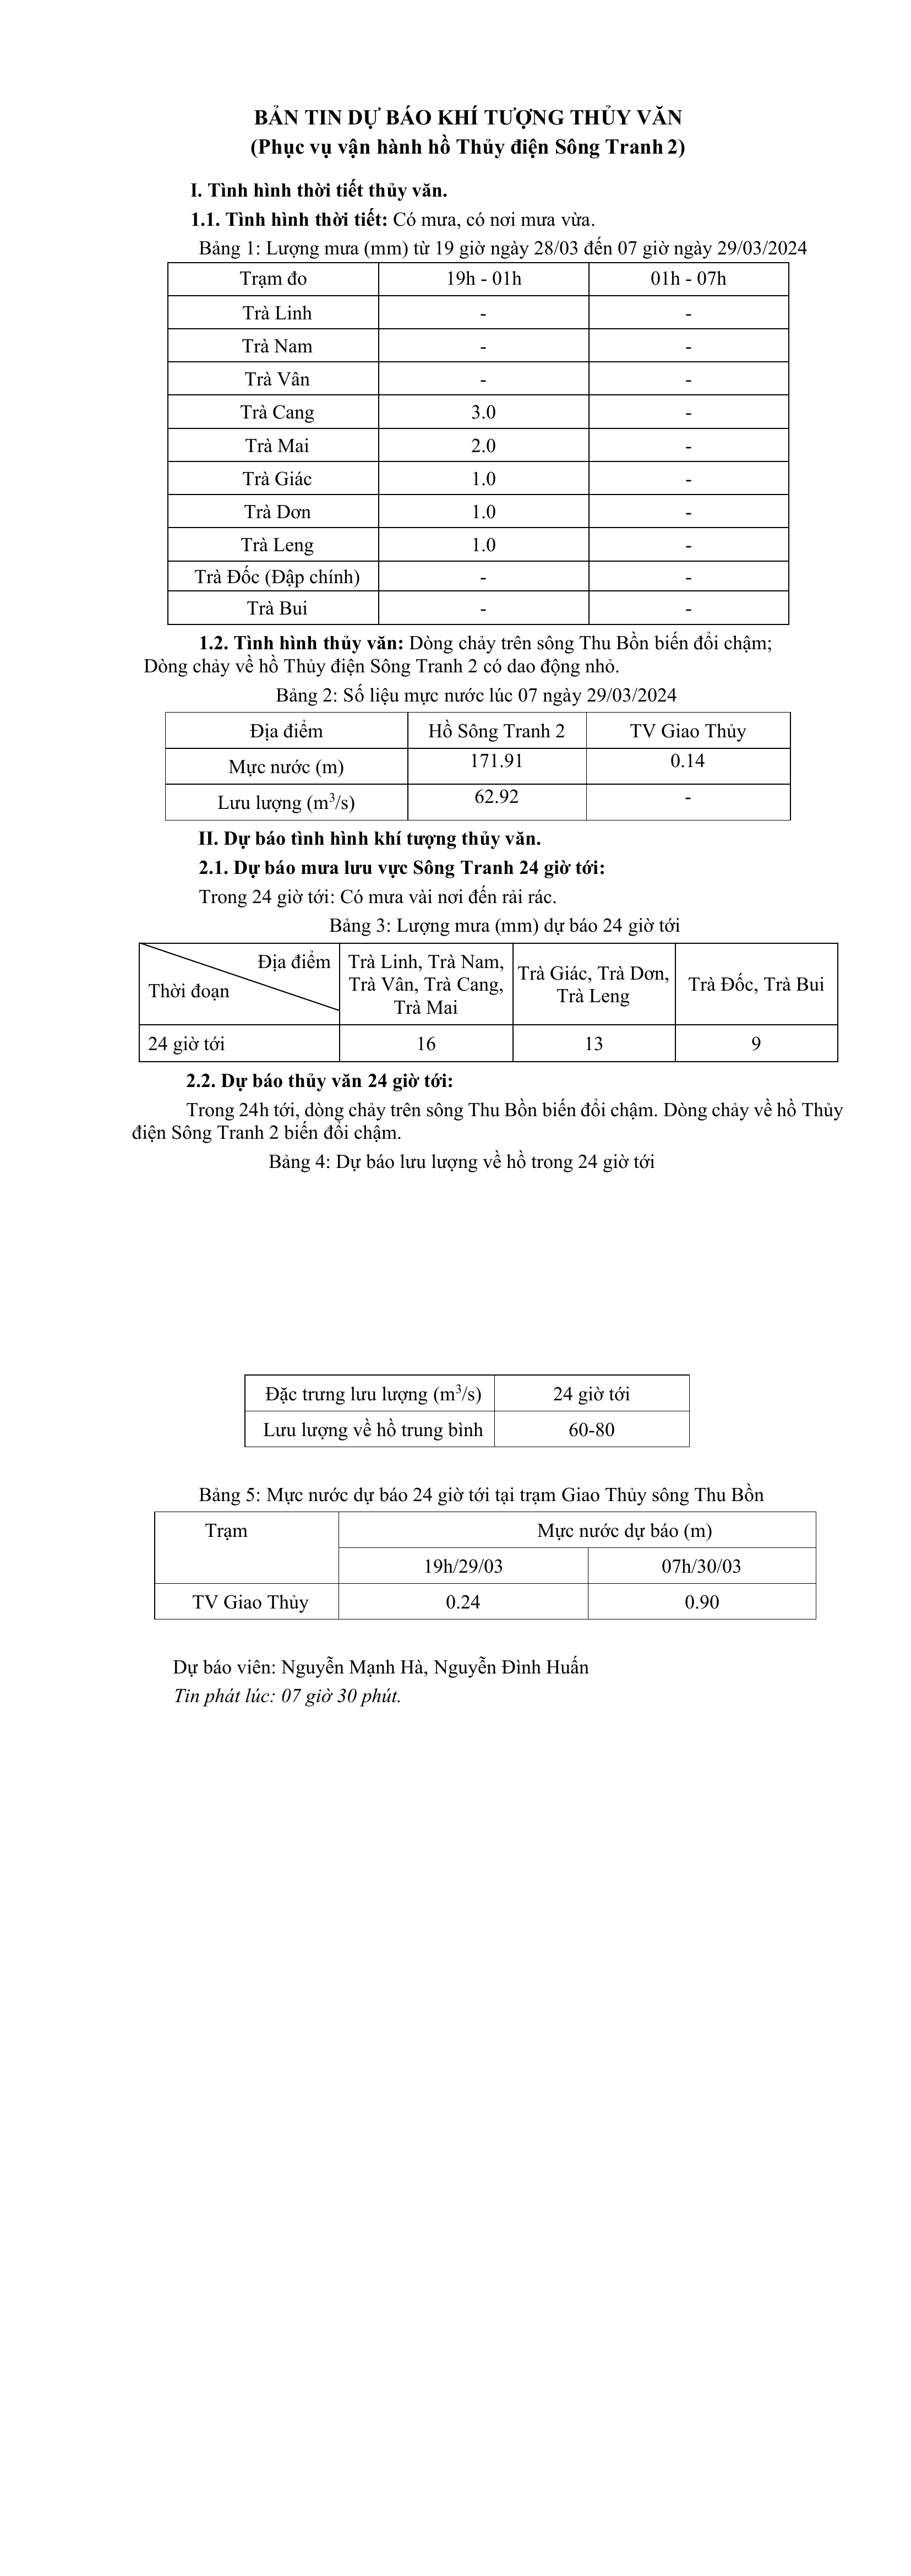 BẢN TIN DỰ BÁO KHÍ TƯỢNG THỦY VĂN
(Phục vụ vận hành hồ Thủy điện Sông Tranh 2)
I. Tình hình thời tiết thủy văn.
1.1. Tình hình thời tiết: Có mưa, có nơi mưa vừa.
Bảng 1: Lượng mưa (mm) từ 19 giờ ngày 28/03 đến 07 giờ ngày 29/03/2024
Trạm đo 19h - 01h 01h - 07h
Trà Linh - -
Trà Nam - -
Trà Vân - -
Trà Cang 3.0 -
Trà Mai 2.0 -
Trà Giác 1.0 -
Trà Dơn 1.0 -
Trà Leng 1.0 -
Trà Đốc (Đập chính) - -
Trà Bui - -
1.2. Tình hình thủy văn: Dòng chảy trên sông Thu Bồn biến đổi chậm;
Dòng chảy về hồ Thủy điện Sông Tranh 2 có dao động nhỏ.
Bảng 2: Số liệu mực nước lúc 07 ngày 29/03/2024
Địa điểm Hồ Sông Tranh 2 TV Giao Thủy
Mực nước (m) 171.91 0.14
Lưu lượng (m³/s) 62.92 -
II. Dự báo tình hình khí tượng thủy văn.
2.1. Dự báo mưa lưu vực Sông Tranh 24 giờ tới:
Trong 24 giờ tới: Có mưa vài nơi đến rải rác.
Bảng 3: Lượng mưa (mm) dự báo 24 giờ tới
Địa điểm
Thời đoạn
Trà Linh, Trà Nam,
Trà Vân, Trà Cang,
Trà Mai
Trà Giác, Trà Dơn,
Trà Leng
Trà Đốc, Trà Bui
24 giờ tới 16 13 9
2.2. Dự báo thủy văn 24 giờ tới:
Trong 24h tới, dòng chảy trên sông Thu Bồn biến đổi chậm. Dòng chảy về hồ Thủy
điện Sông Tranh 2 biến đổi chậm.
Bảng 4: Dự báo lưu lượng về hồ trong 24 giờ tới
Đặc trưng lưu lượng (m³/s) 24 giờ tới
Lưu lượng về hồ trung bình 60-80
Bảng 5: Mực nước dự báo 24 giờ tới tại trạm Giao Thủy sông Thu Bồn
Trạm Mực nước dự báo (m)
19h/29/03 07h/30/03
TV Giao Thủy 0.24 0.90
Dự báo viên: Nguyễn Mạnh Hà, Nguyễn Đình Huấn
Tin phát lúc: 07 giờ 30 phút.